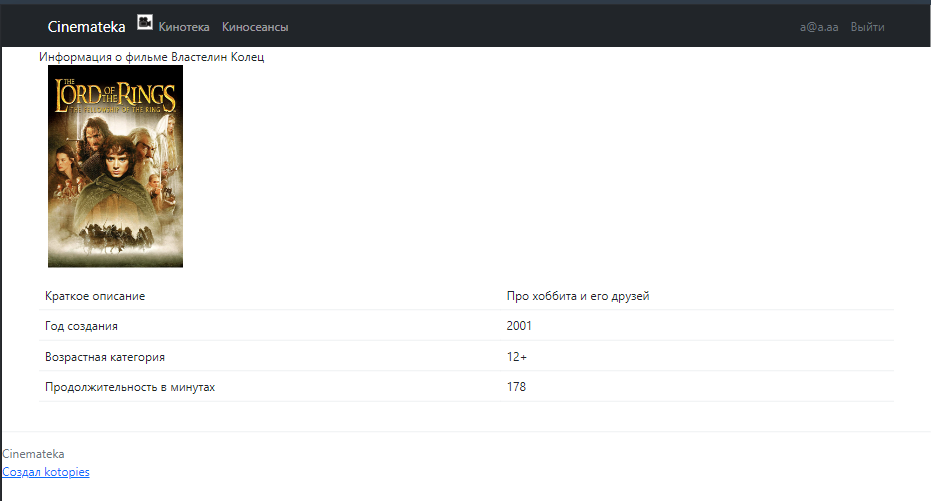 Cinemateka Кинотека Киносеансы a@a.aa Выйти
Информация о фильме Властелин Колец
THE
LORD OF
THE RINGS
THE FELLOWSHIP OF THE RING
Краткое описание Про хоббита и его друзей
Год создания 2001
Возрастная категория 12+
Продолжительность в минутах 178
Cinemateka
Создал kotopies